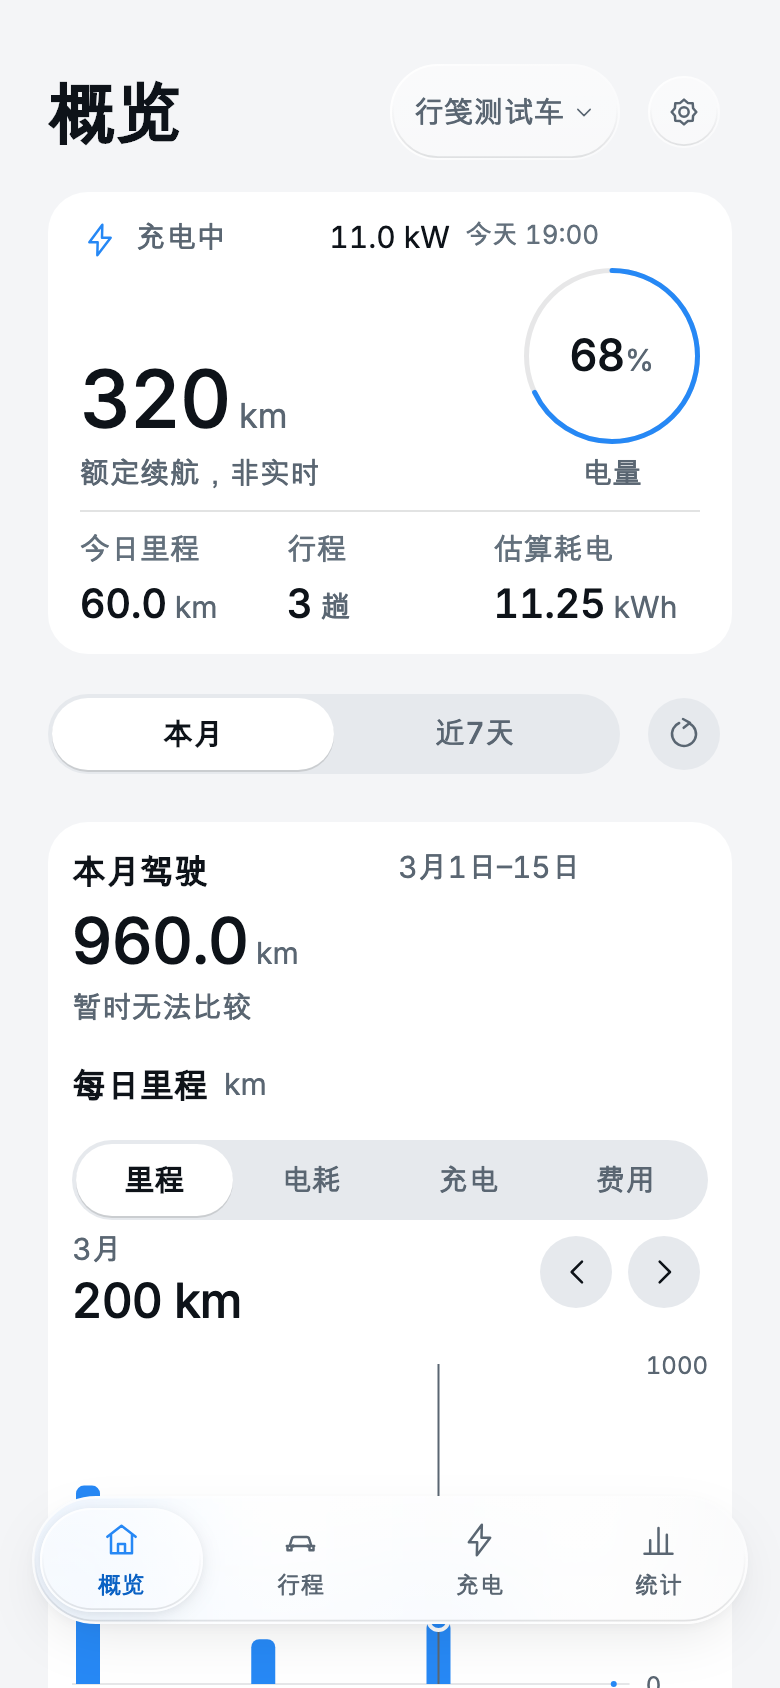 概览
行笺测试车
充电中
11.0 kW 今天 19:00
68%
320 km
额定续航，非实时
电量
今日里程 行程 估算耗电
60.0 km 3 趟 11.25 kWh
本月 近7天
本月驾驶 3月1日–15日
960.0 km
暂时无法比较
每日里程 km
里程 电耗 充电 费用
3月
200 km
1000
概览 行程 充电 统计
0